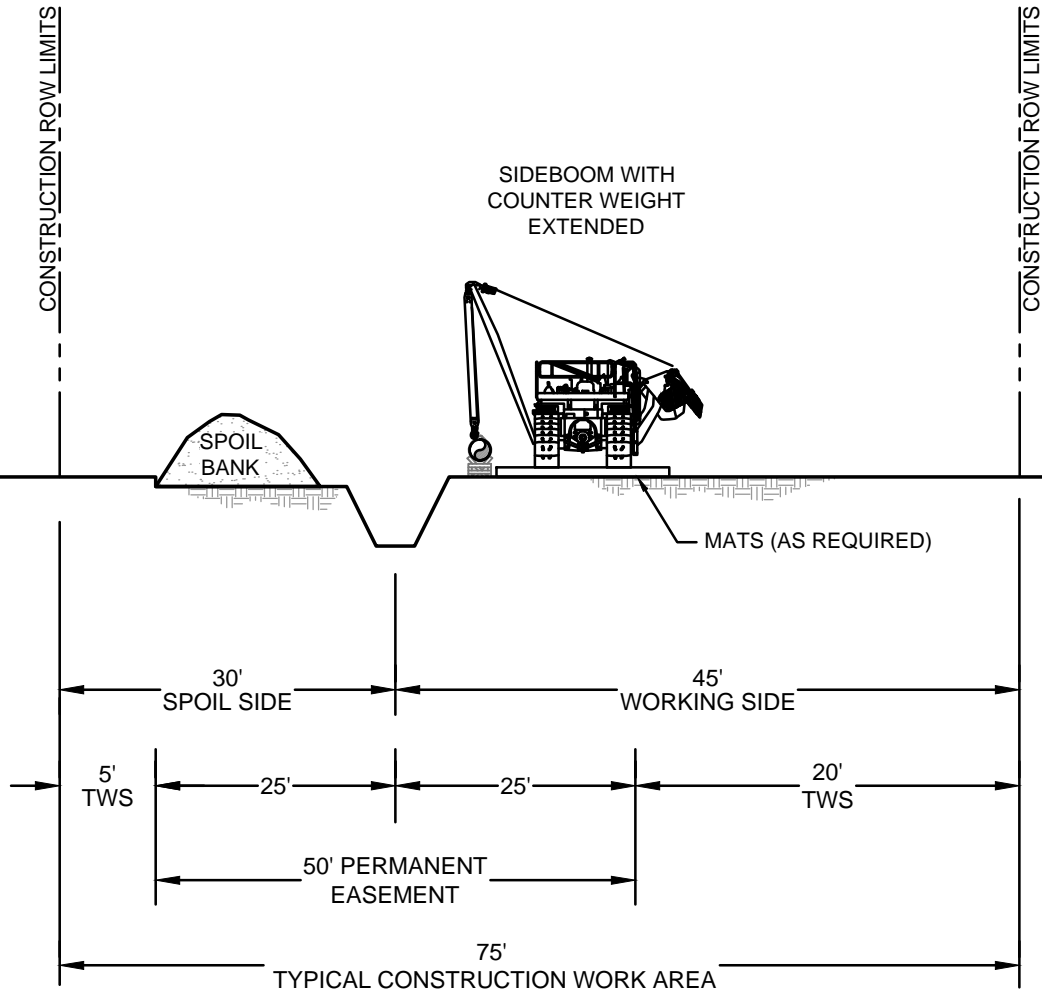 CONSTRUCTION ROW LIMITS
CONSTRUCTION ROW LIMITS
SIDEBOOM WITH
COUNTER WEIGHT
EXTENDED
SPOIL
BANK
MATS (AS REQUIRED)
30'
SPOIL SIDE
45'
WORKING SIDE
5'
TWS
25'
25'
20'
TWS
50' PERMANENT
EASEMENT
75'
TYPICAL CONSTRUCTION WORK AREA